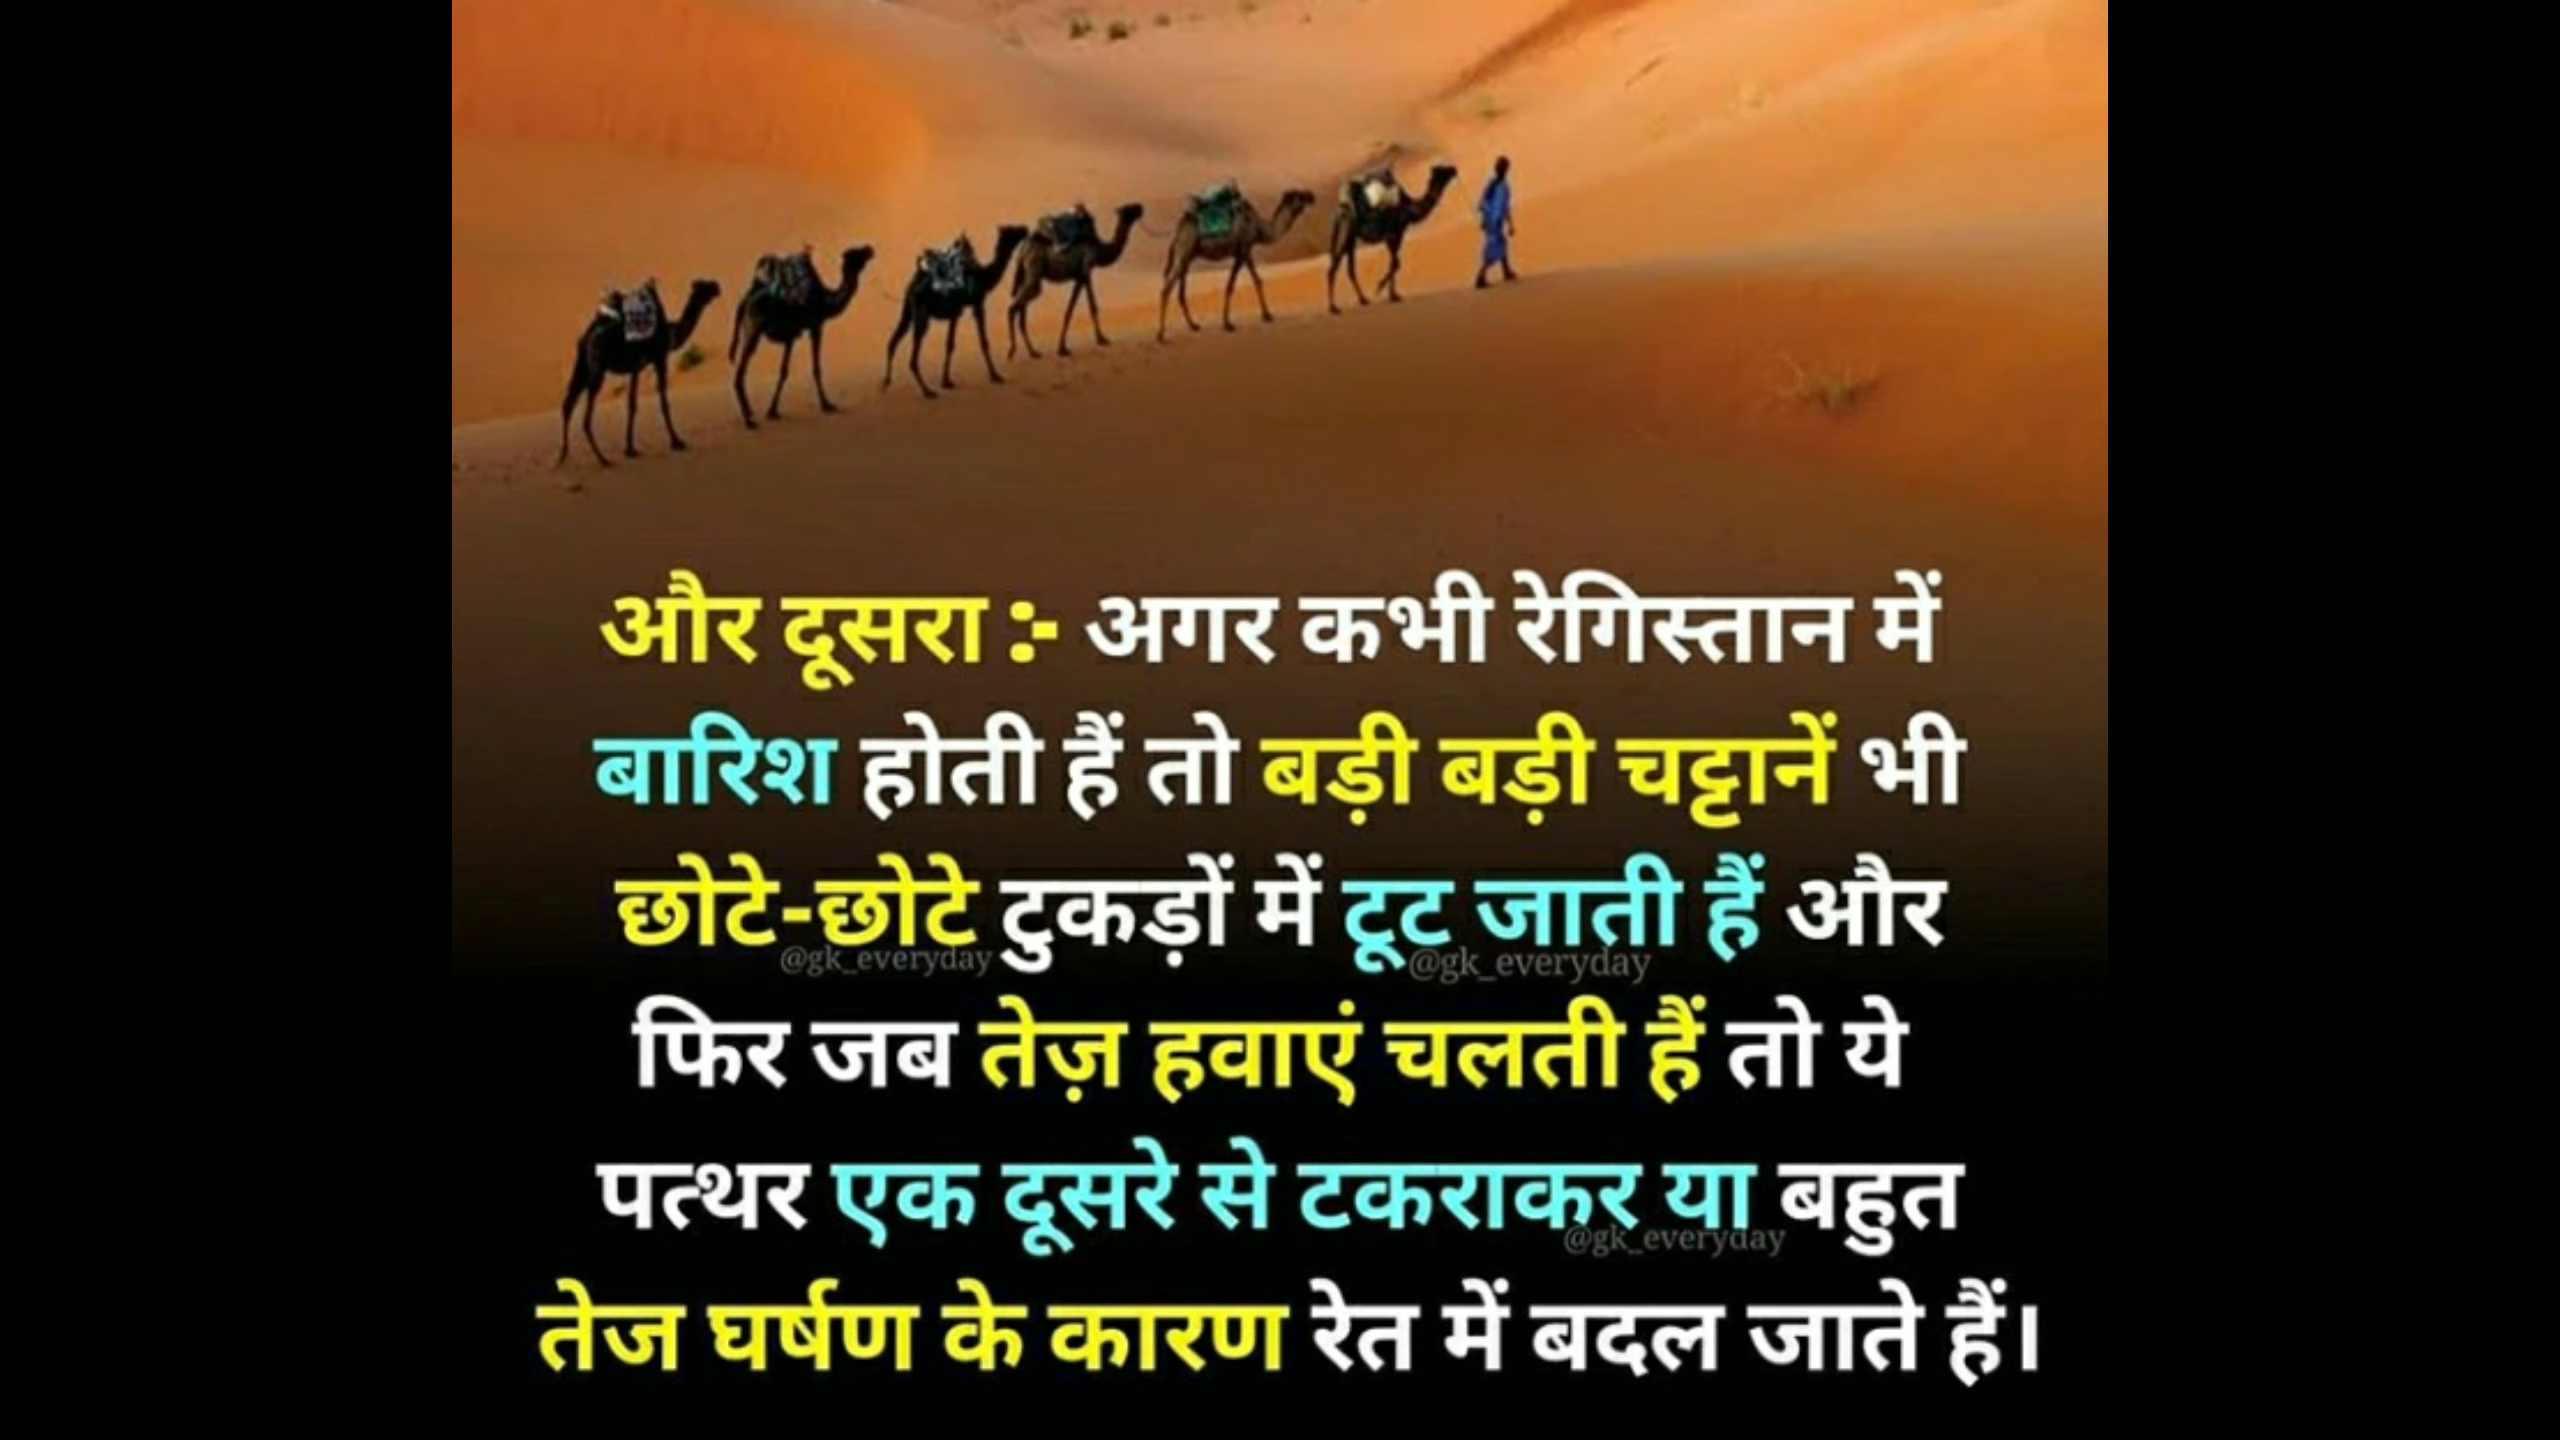 और दूसरा :- अगर कभी रेगिस्तान में
बारिश होती हैं तो बड़ी बड़ी चट्टानें भी
छोटे-छोटे टुकड़ों में टूट जाती हैं और
@gk_everyday @gk_everyday
फिर जब तेज़ हवाएं चलती हैं तो ये
पत्थर एक दूसरे से टकराकर या बहुत
@gk_everyday
तेज घर्षण के कारण रेत में बदल जाते हैं।